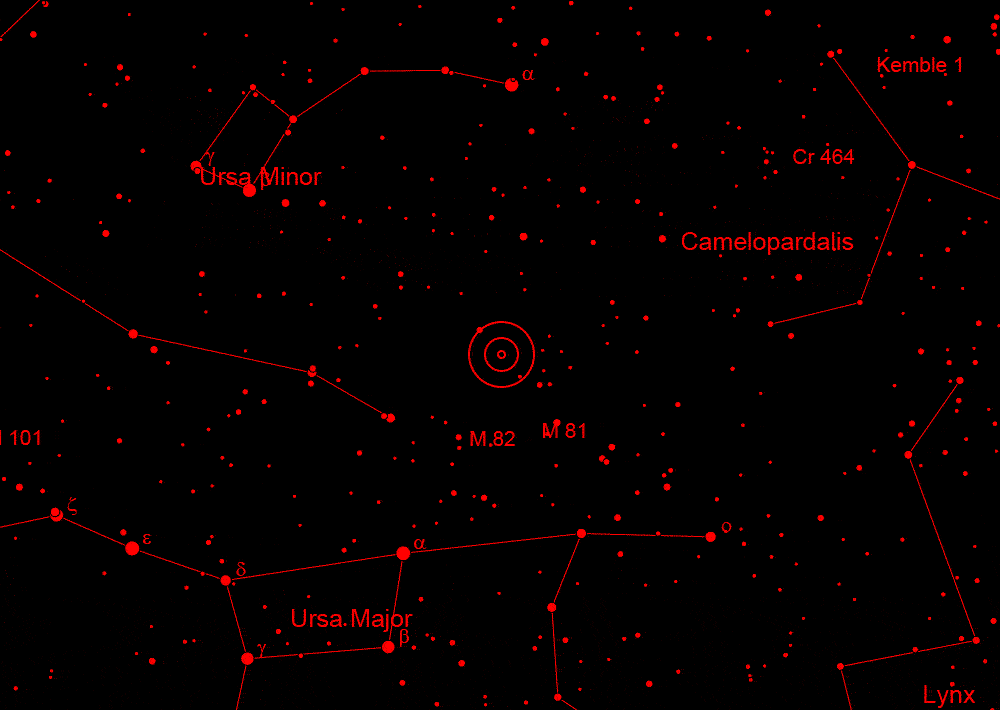 Kemble 1
α
γ
Ursa Minor
β
Cr 464
Camelopardalis
M 81
101
M 82
ζ
ο
ε
α
δ
Ursa Major
β
γ
Lynx